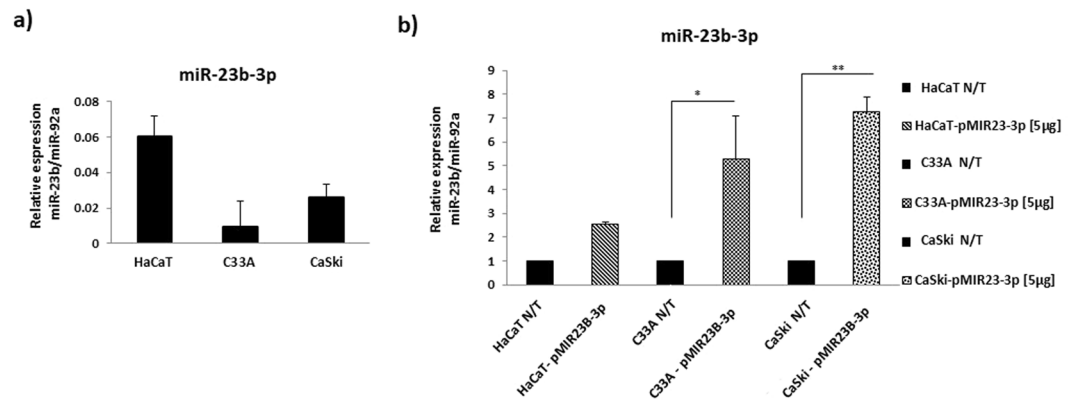 a)
miR-23b-3p
Relative espression
miR-23b/miR-92a
0.08
0.06
0.04
0.02
0
HaCaT
C33A
CaSki
b)
miR-23b-3p
Relative expression
miR-23b/miR-92a
9
8
7
6
5
4
3
2
1
0
*
**
HaCaT N/T
HaCaT- pMIR23B-3p
C33A N/T
C33A - pMIR23B-3p
CaSki N/T
CaSki - pMIR23B-3p
HaCaT N/T
HaCaT-pMIR23-3p [5µg]
C33A N/T
C33A-pMIR23-3p [5µg]
CaSki N/T
CaSki-pMIR23-3p [5µg]